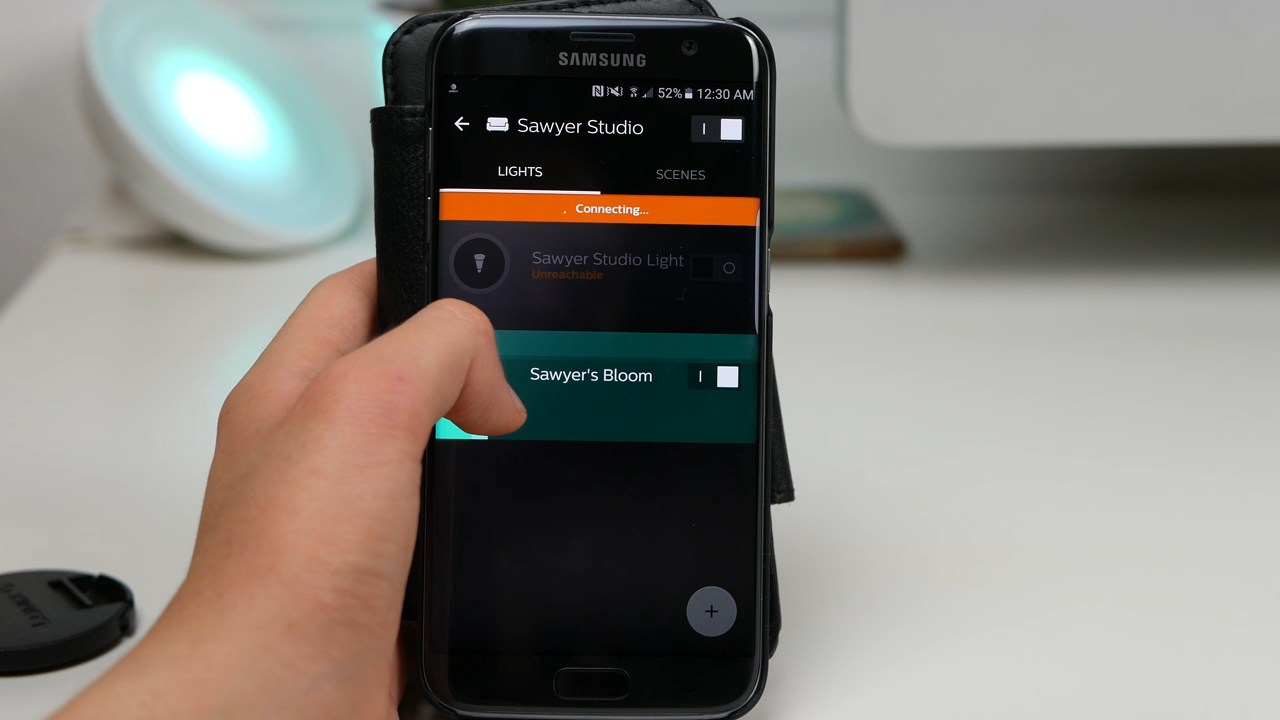 SAMSUNG
52% 12:30 AM
Sawyer Studio
LIGHTS SCENES
Connecting...
Sawyer Studio Light
Unreachable
Sawyer's Bloom
+